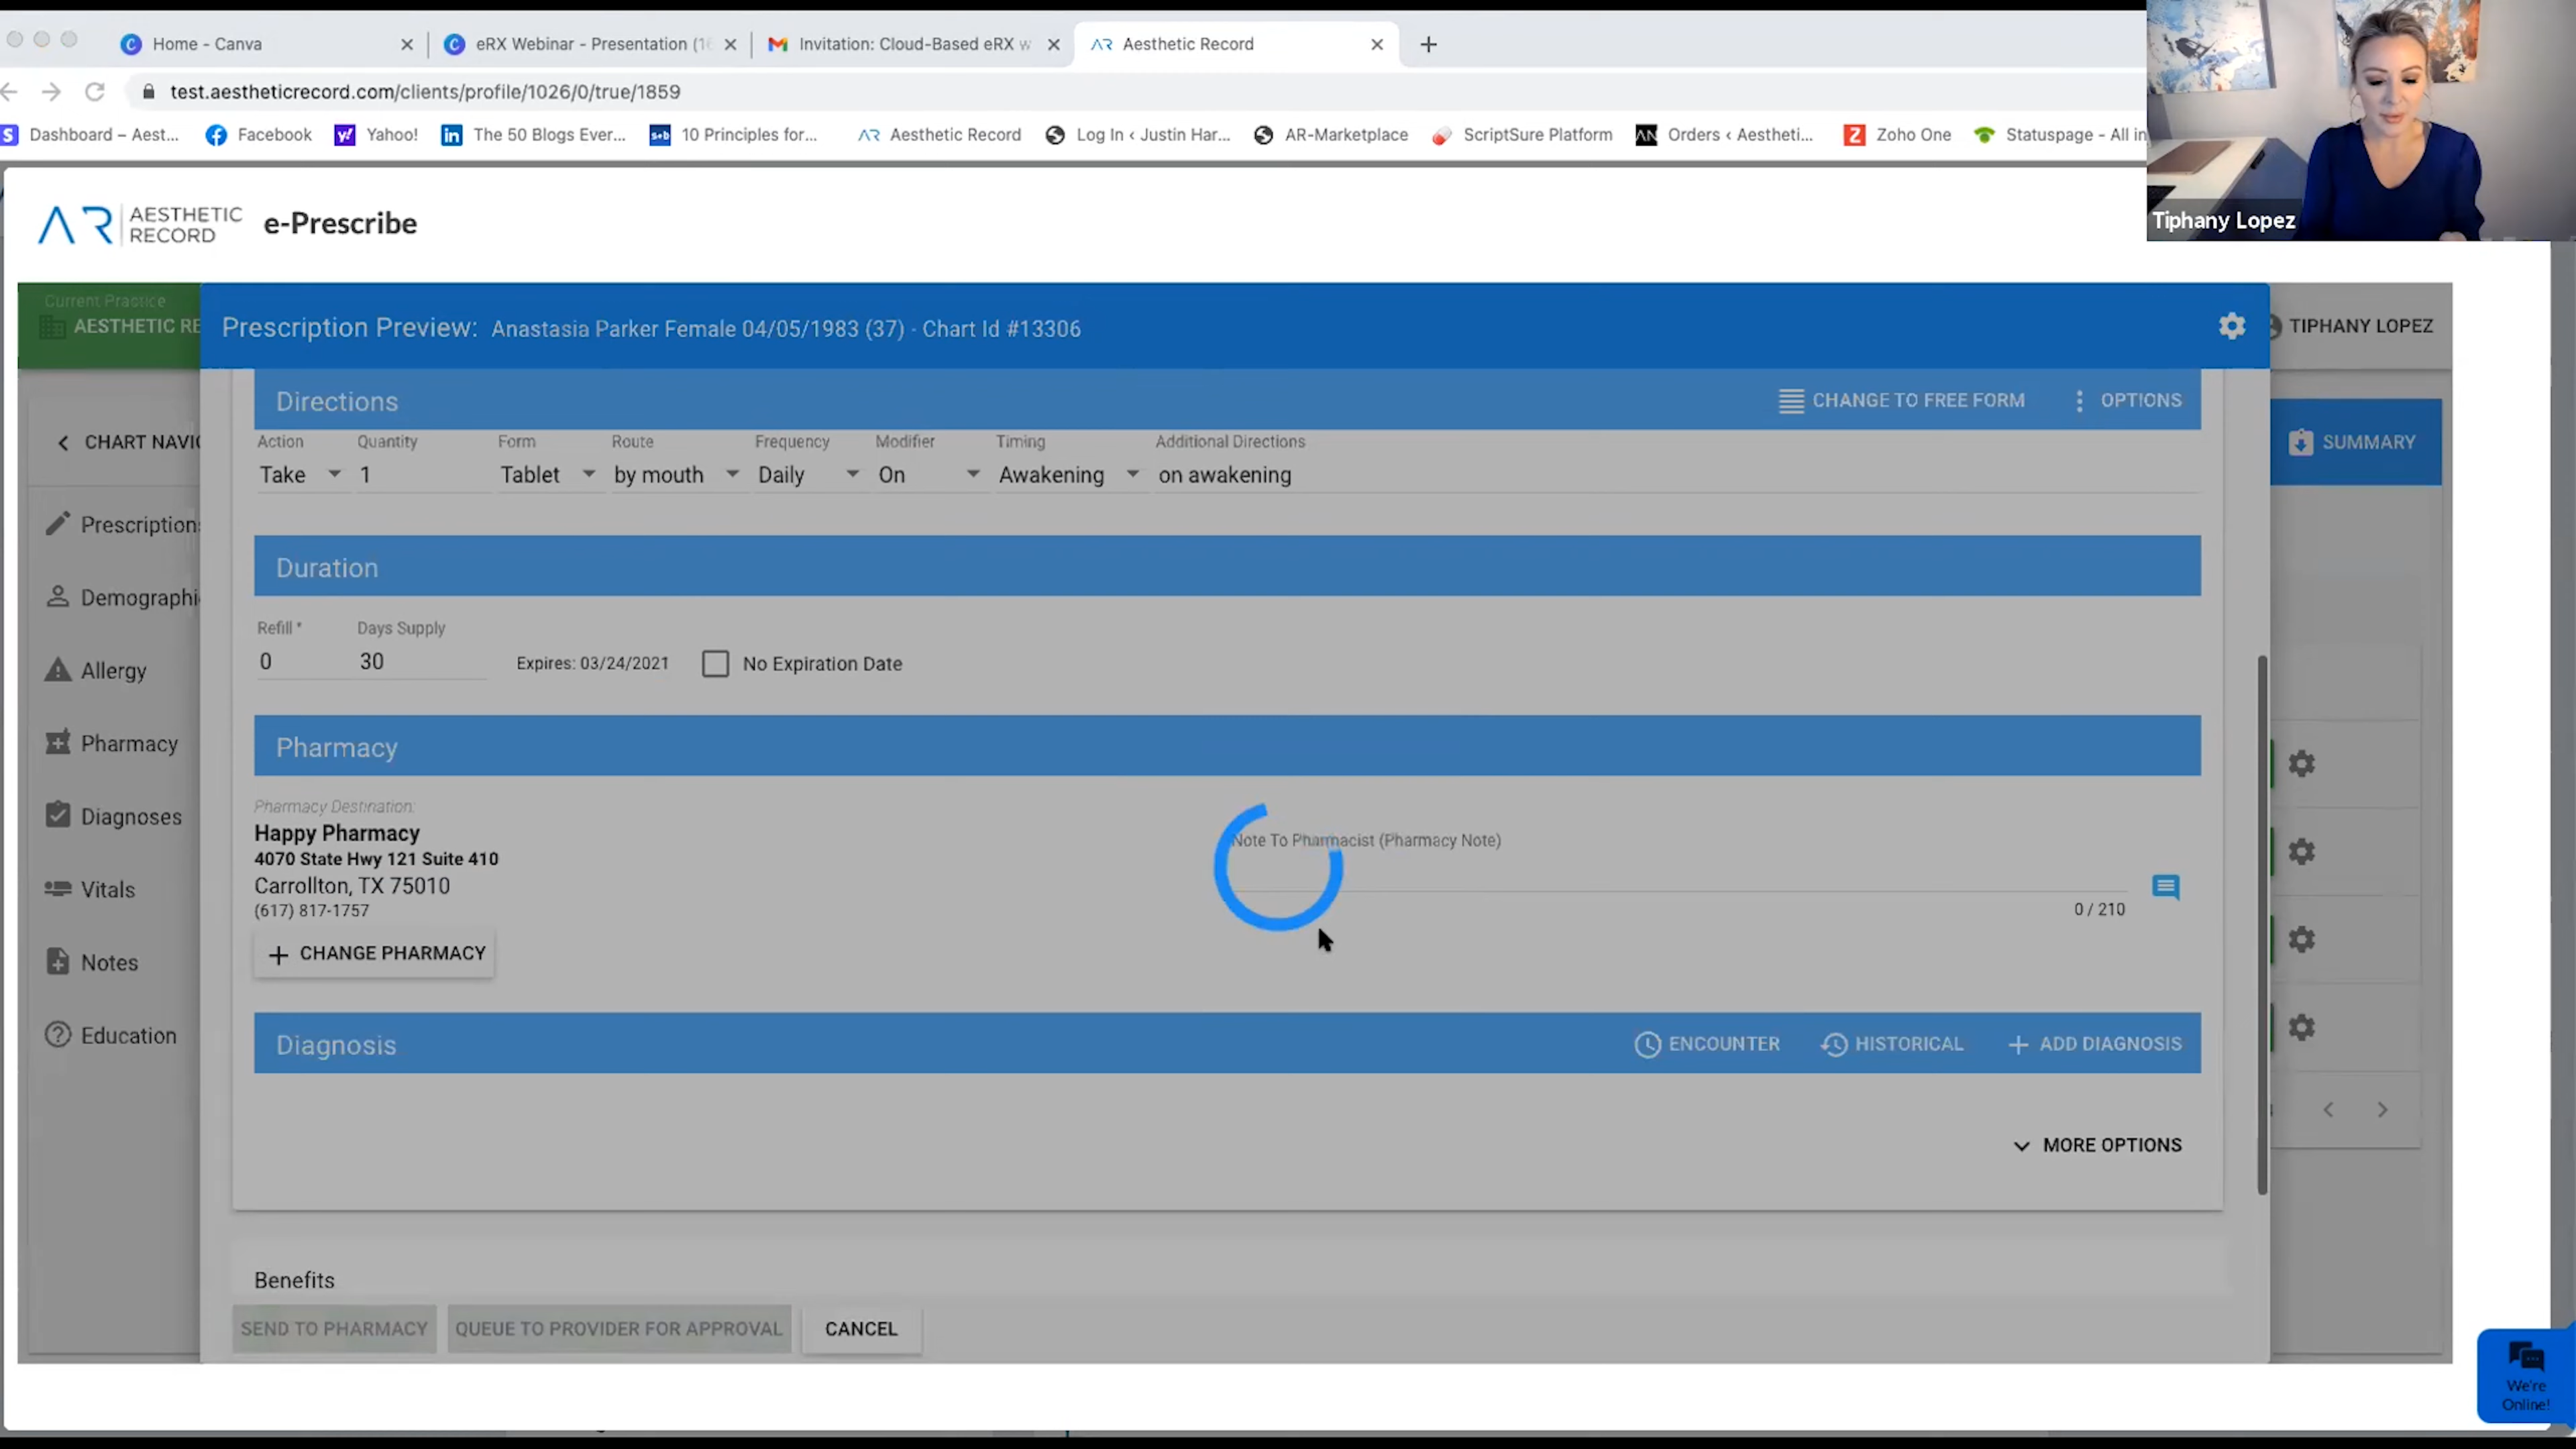 Home - Canva
eRX Webinar - Presentation (16
Invitation: Cloud-Based eRX w
Aesthetic Record
test.aestheticrecord.com/clients/profile/1026/0/true/1859
Dashboard – Aest...
Facebook
Yahoo!
The 50 Blogs Ever...
10 Principles for...
Aesthetic Record
Log In ‹ Justin Har...
AR-Marketplace
ScriptSure Platform
Orders ‹ Aestheti...
Zoho One
Statuspage - All in
Tiphany Lopez
AR AESTHETIC
RECORD
e-Prescribe
Current Practice
AESTHETIC RE
Prescription Preview: Anastasia Parker Female 04/05/1983 (37) - Chart Id #13306
TIPHANY LOPEZ
CHART NAVI
SUMMARY
Prescriptions
Demographi
Allergy
Pharmacy
Diagnoses
Vitals
Notes
Education
Directions
CHANGE TO FREE FORM
OPTIONS
Action Quantity Form Route Frequency Modifier Timing Additional Directions
Take 1 Tablet by mouth Daily On Awakening on awakening
Duration
Refill * Days Supply
0 30 Expires: 03/24/2021 No Expiration Date
Pharmacy
Pharmacy Destination:
Happy Pharmacy
4070 State Hwy 121 Suite 410
Carrollton, TX 75010
(617) 817-1757
Note To Pharmacist (Pharmacy Note)
0 / 210
CHANGE PHARMACY
Diagnosis
ENCOUNTER
HISTORICAL
ADD DIAGNOSIS
MORE OPTIONS
Benefits
SEND TO PHARMACY
QUEUE TO PROVIDER FOR APPROVAL
CANCEL
We're
Online!